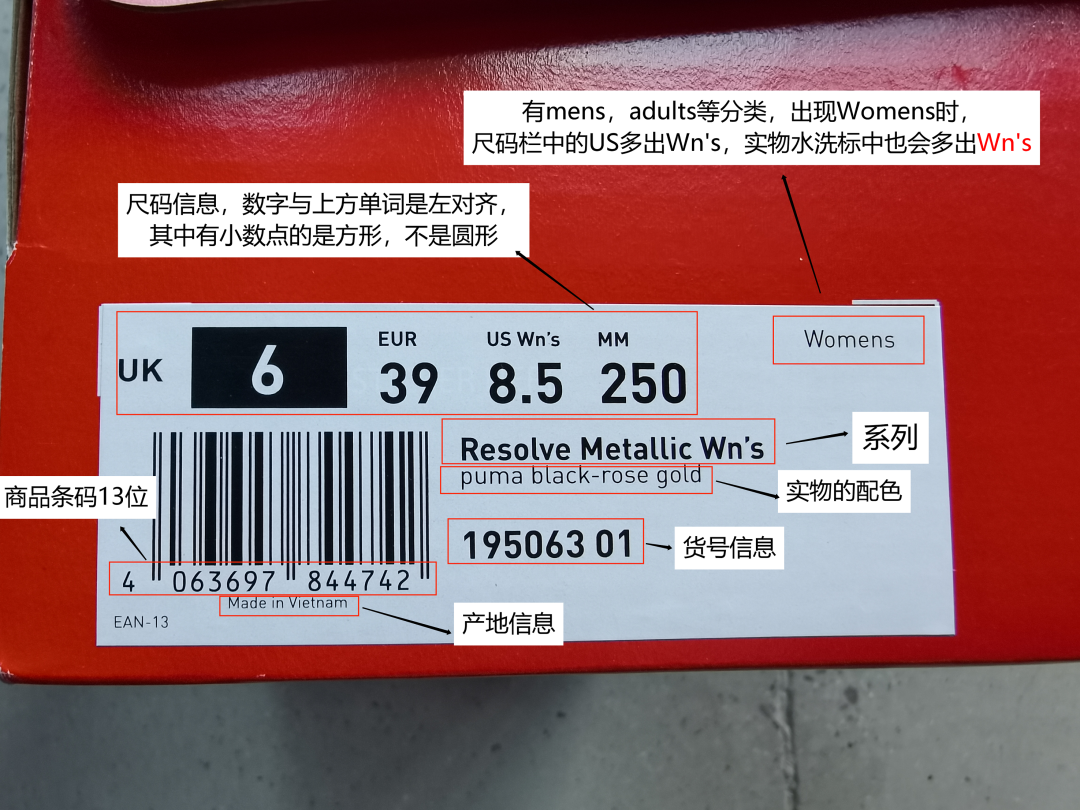 有mens，adults等分类，出现Womens时，
尺码栏中的US多出Wn's，实物水洗标中也会多出Wn's
尺码信息，数字与上方单词是左对齐，
其中有小数点的是方形，不是圆形
UK 6
EUR
39
US Wn's
8.5
MM
250
Womens
Resolve Metallic Wn's
系列
puma black-rose gold
实物的配色
商品条码13位
195063 01
货号信息
4 063697 844742
Made in Vietnam
产地信息
EAN-13